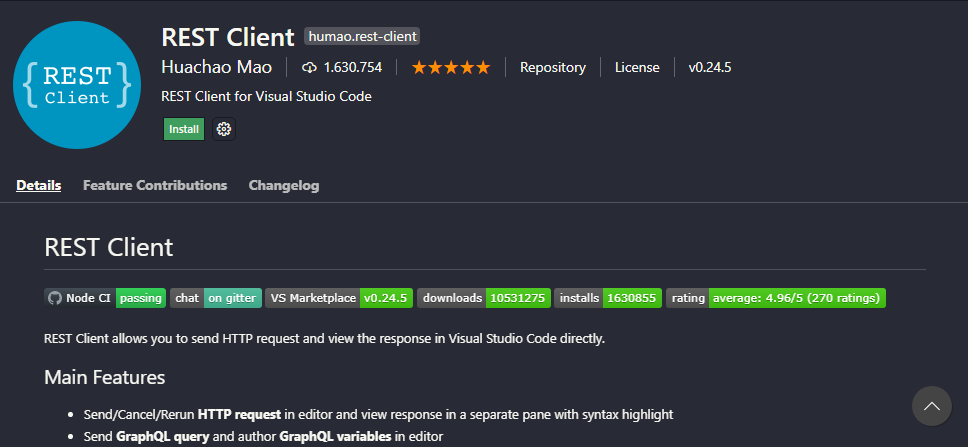 {REST
Client}
REST Client humao.rest-client
Huachao Mao 1.630.754 Repository License v0.24.5
REST Client for Visual Studio Code
Install
Details Feature Contributions Changelog
REST Client
Node CI passing chat on gitter VS Marketplace v0.24.5 downloads 10531275 installs 1630855 rating average: 4.96/5 (270 ratings)
REST Client allows you to send HTTP request and view the response in Visual Studio Code directly.
Main Features
• Send/Cancel/Rerun HTTP request in editor and view response in a separate pane with syntax highlight
• Send GraphQL query and author GraphQL variables in editor